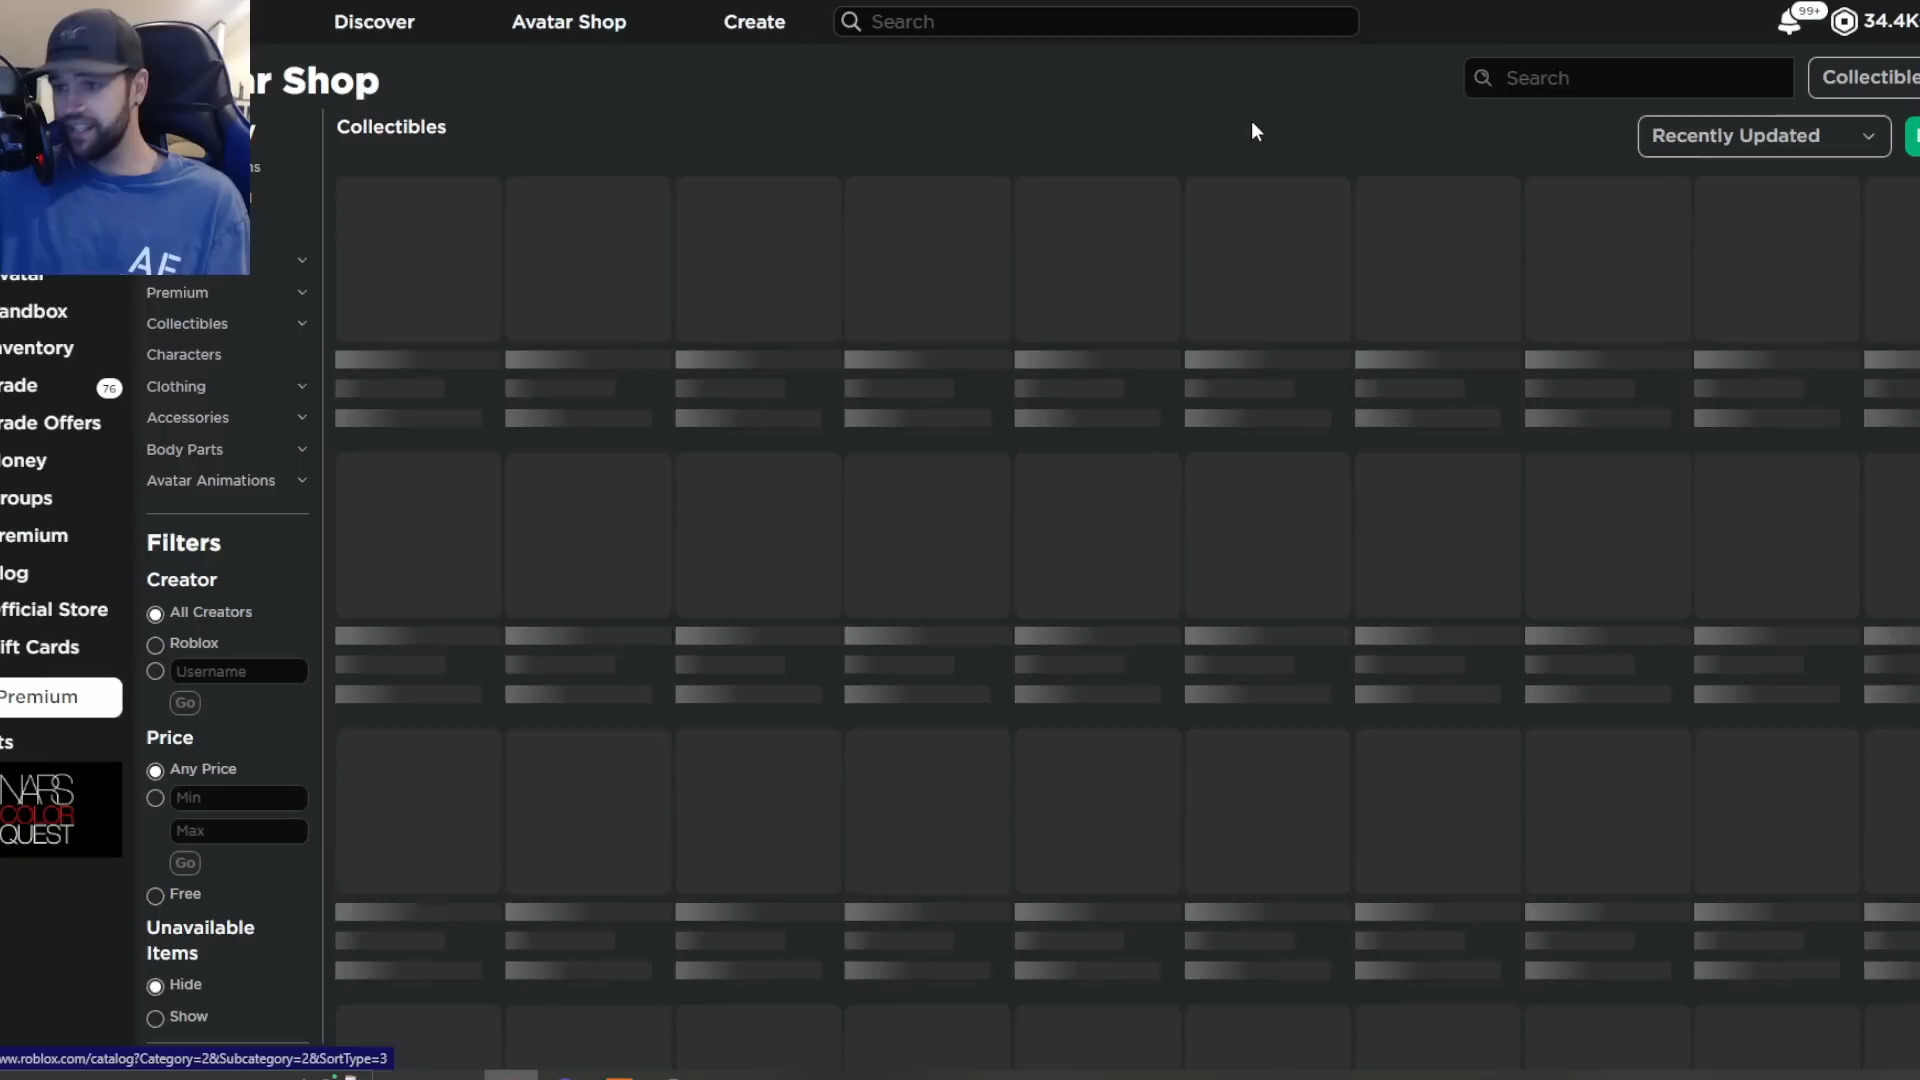 Discover
Avatar Shop
Create
Search
99+
34.4K
r Shop
Search
Collectible
Collectibles
Recently Updated
Premium
Collectibles
Characters
Clothing
Accessories
Body Parts
Avatar Animations
vatar
andbox
nventory
rade
76
rade Offers
oney
roups
remium
log
fficial Store
ift Cards
Premium
ts
NARS
COLOR
QUEST
Filters
Creator
All Creators
Roblox
Username
Go
Price
Any Price
Min
Max
Go
Free
Unavailable
Items
Hide
Show
ww.roblox.com/catalog?Category=2&Subcategory=2&SortType=3
AE